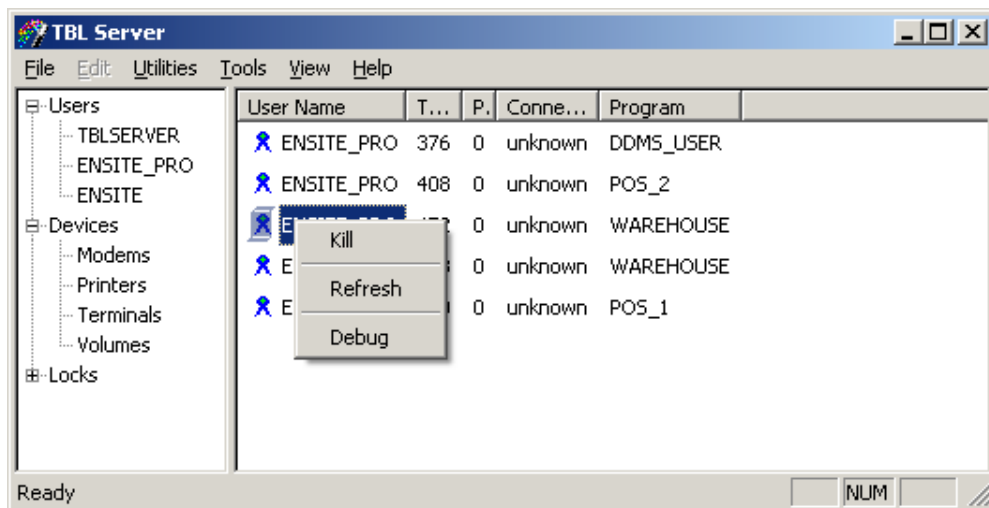 TBL Server
File Edit Utilities Tools View Help
Users
TBLSERVER
ENSITE_PRO
ENSITE
Devices
Modems
Printers
Terminals
Volumes
Locks
User Name T... P. Conne... Program
ENSITE_PRO 376 0 unknown DDMS_USER
ENSITE_PRO 408 0 unknown POS_2
0 unknown WAREHOUSE
E 0 unknown WAREHOUSE
E 0 unknown POS_1
Kill
Refresh
Debug
Ready NUM